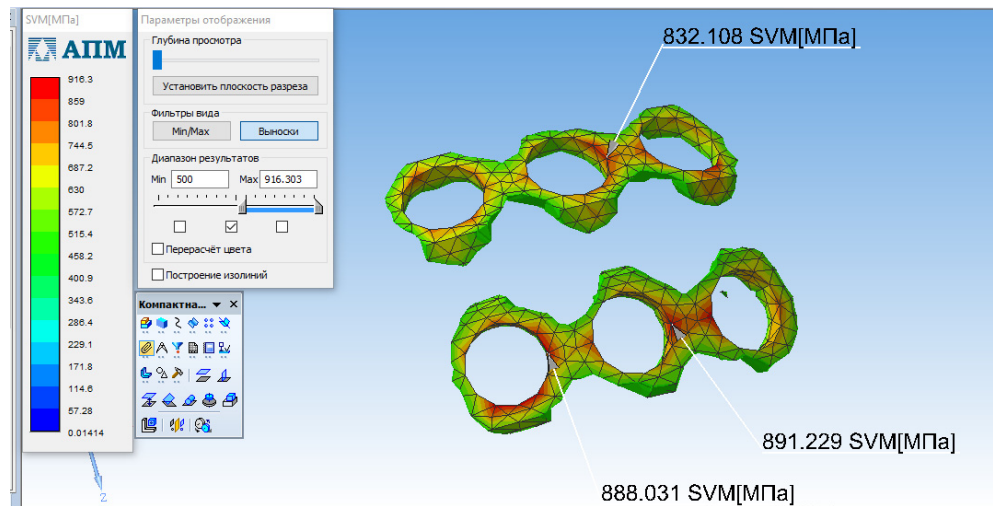 SVM[МПа]
АПМ
916.3
859
801.8
744.5
687.2
630
572.7
515.4
458.2
400.9
343.6
286.4
229.1
171.8
114.6
57.28
0.01414
Параметры отображения
Глубина просмотра
Установить плоскость разреза
Фильтры вида
Min/Max Выноски
Диапазон результатов
Min 500 Max 916.303
Перерасчёт цвета
Построение изолиний
Компактна...
832.108 SVM[МПа]
891.229 SVM[МПа]
888.031 SVM[МПа]
z